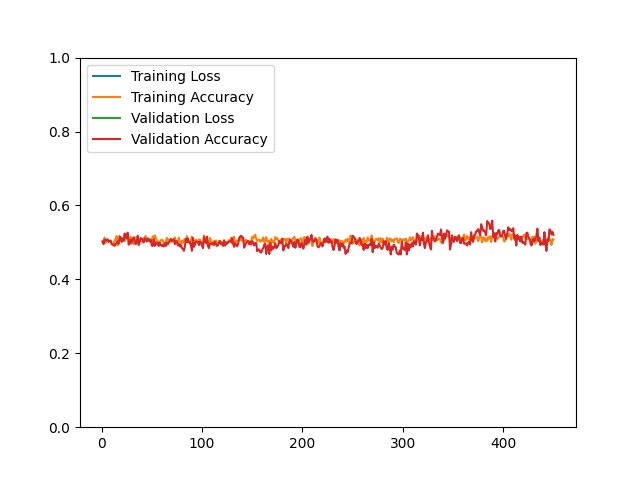 1.0
0.8
0.6
0.4
0.2
0.0
Training Loss
Training Accuracy
Validation Loss
Validation Accuracy
0 100 200 300 400